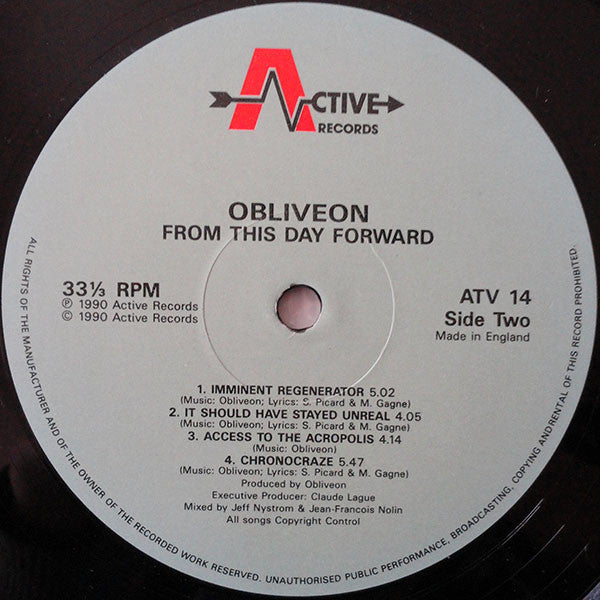 ACTIVE
RECORDS
OBLIVEON
FROM THIS DAY FORWARD
33⅓ RPM
℗ 1990 Active Records
© 1990 Active Records
ATV 14
Side Two
Made in England
1. IMMINENT REGENERATOR 5.02
(Music: Obliveon; Lyrics: S. Picard & M. Gagne)
2. IT SHOULD HAVE STAYED UNREAL 4.05
(Music: Obliveon; Lyrics: S. Picard & M. Gagne)
3. ACCESS TO THE ACROPOLIS 4.14
(Music: Obliveon)
4. CHRONOCRAZE 5.47
(Music: Obliveon; Lyrics: S. Picard & M. Gagne)
Produced by Obliveon
Executive Producer: Claude Lague
Mixed by Jeff Nystrom & Jean-Francois Nolin
All songs Copyright Control
ALL RIGHTS OF THE MANUFACTURER AND OF THE OWNER OF THE RECORDED WORK RESERVED. UNAUTHORISED PUBLIC PERFORMANCE, BROADCASTING, COPYING AND RENTAL OF THIS RECORD PROHIBITED.